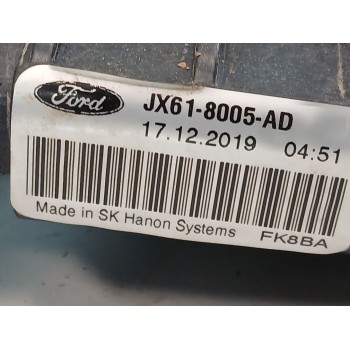 Ford
JX61-8005-AD
17.12.2019 04:51
Made in SK Hanon Systems
FK8BA